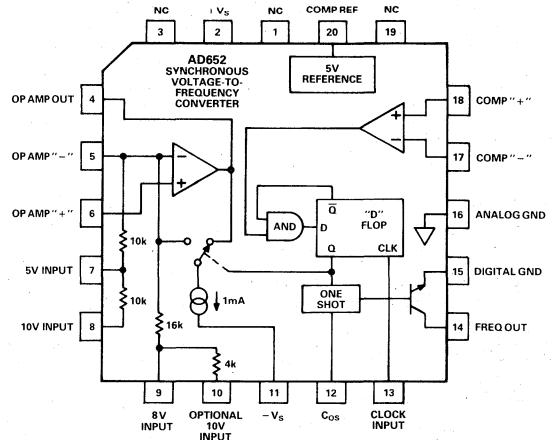 NC
+VS
NC
COMP REF
NC
3
2
1
20
19
AD652
SYNCHRONOUS
VOLTAGE-TO-
FREQUENCY
CONVERTER
5V
REFERENCE
OP AMP OUT
4
18
COMP "+"
+
−
OP AMP "−"
5
17
COMP "−"
−
+
OP AMP "+"
6
Q̅
"D"
FLOP
AND
D
Q
CLK
16
ANALOG GND
10k
5V INPUT
7
15
DIGITAL GND
10k
1mA
ONE
SHOT
10V INPUT
8
16k
14
FREQ OUT
4k
9
10
11
12
13
8V
INPUT
OPTIONAL
10V
INPUT
−VS
COS
CLOCK
INPUT